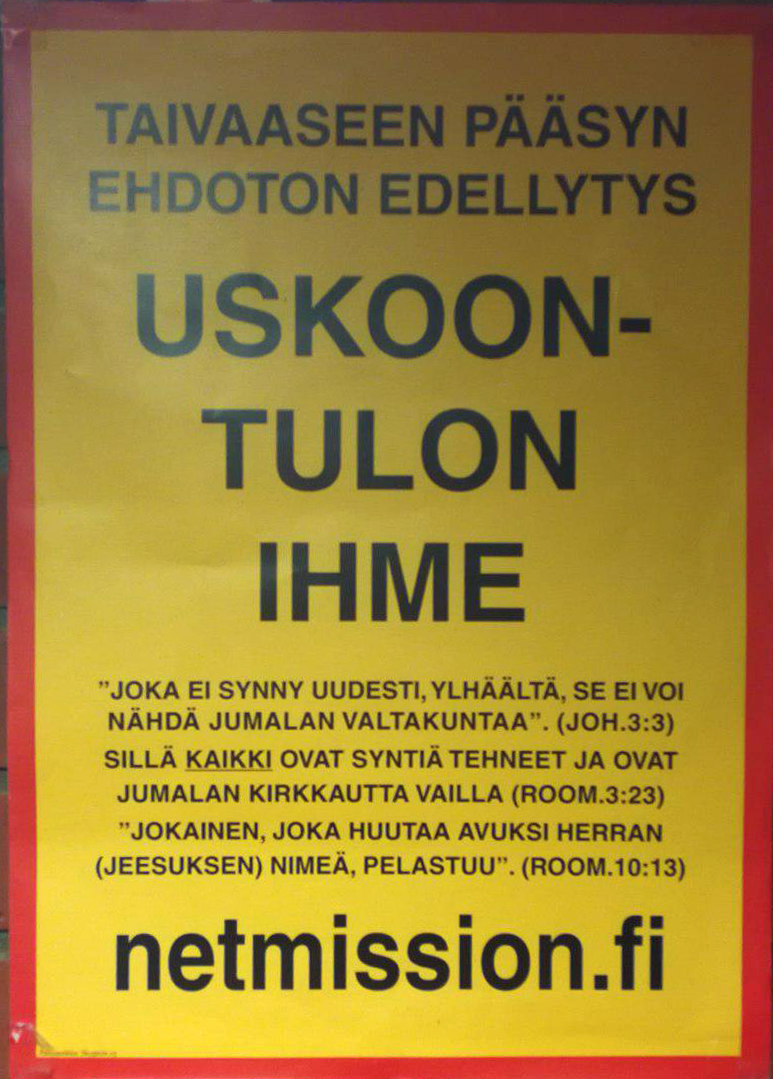 TAIVAASEEN PÄÄSYN
EHDOTON EDELLYTYS
USKOON-
TULON
IHME
”JOKA EI SYNNY UUDESTI, YLHÄÄLTÄ, SE EI VOI
NÄHDÄ JUMALAN VALTAKUNTAA”. (JOH.3:3)
SILLÄ KAIKKI OVAT SYNTIÄ TEHNEET JA OVAT
JUMALAN KIRKKAUTTA VAILLA (ROOM.3:23)
”JOKAINEN, JOKA HUUTAA AVUKSI HERRAN
(JEESUKSEN) NIMEÄ, PELASTUU”. (ROOM.10:13)
netmission.fi